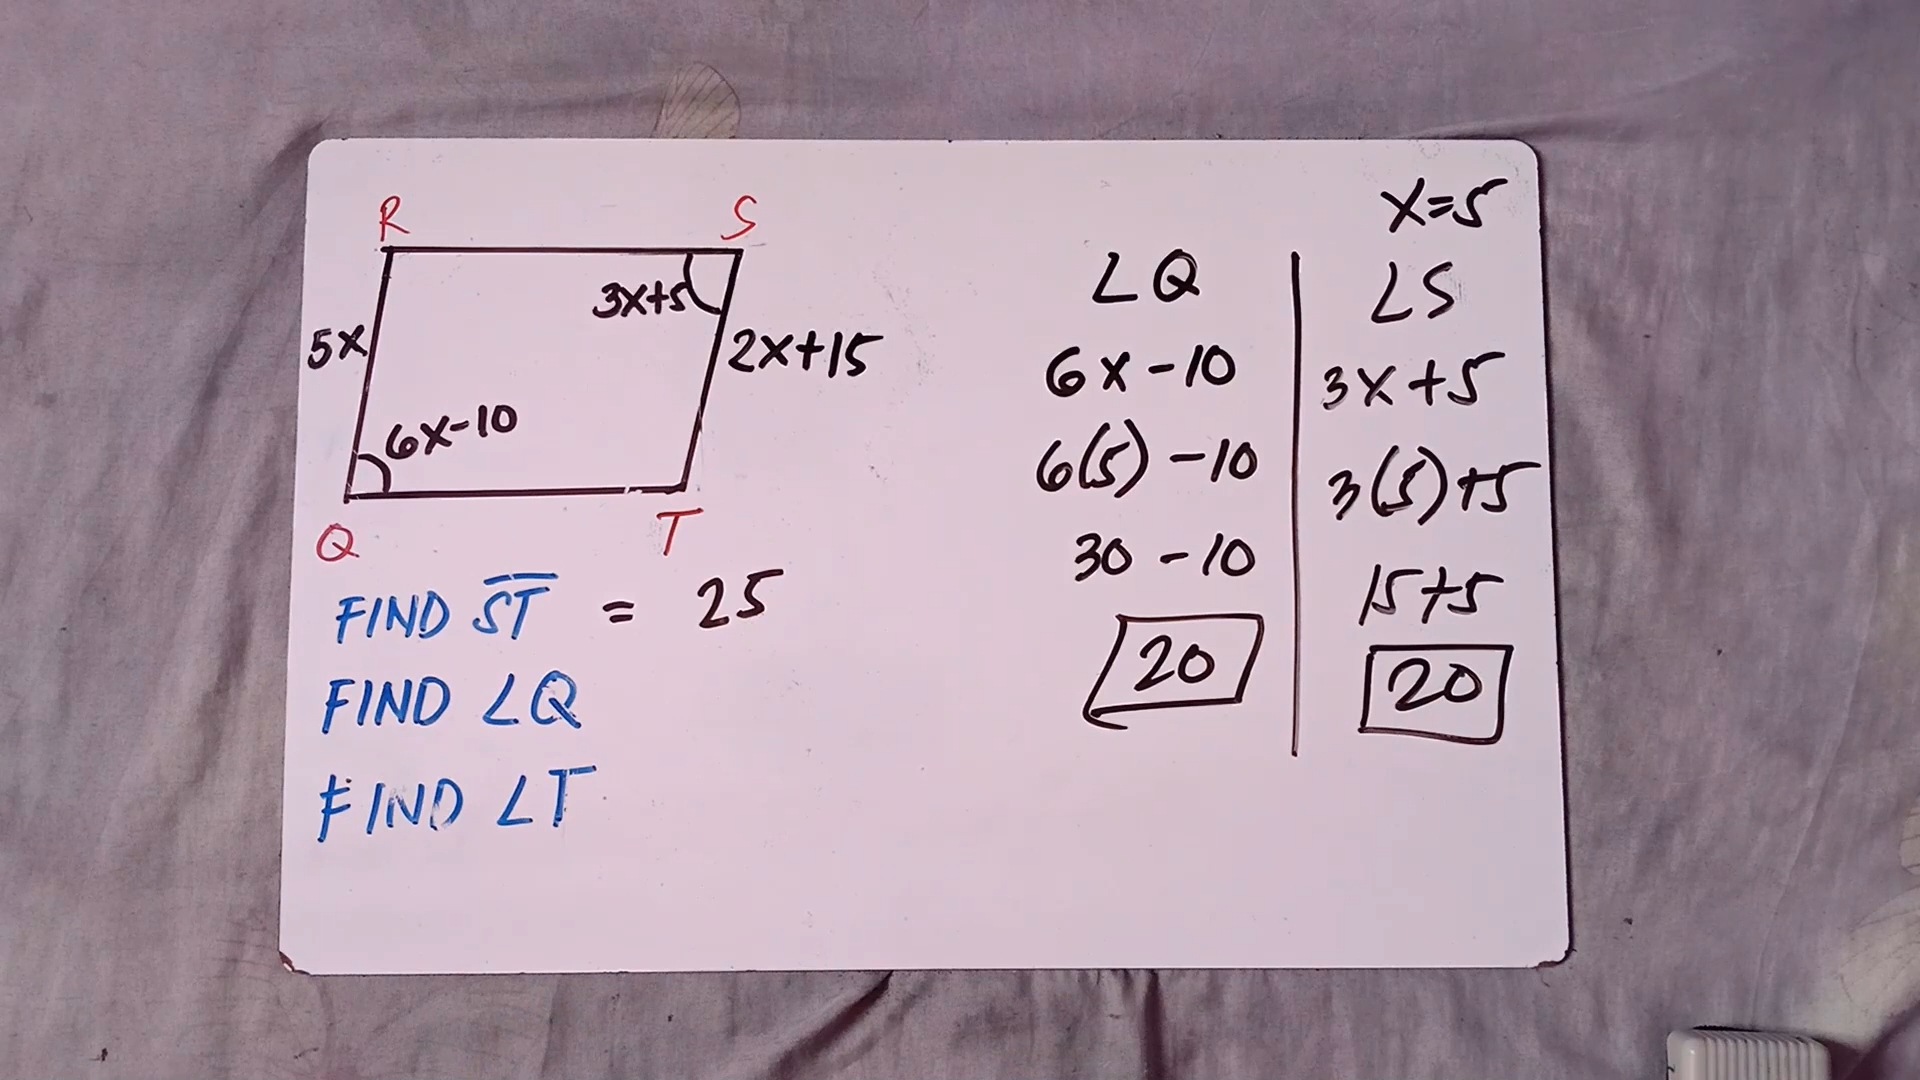 R S
3x+5
5x
2x+15
6x-10
Q T
FIND S̅T̅ = 25
FIND ∠Q
FIND ∠T
x=5
∠Q
6x-10
6(5)-10
30-10
20
∠S
3x+5
3(5)+5
15+5
20